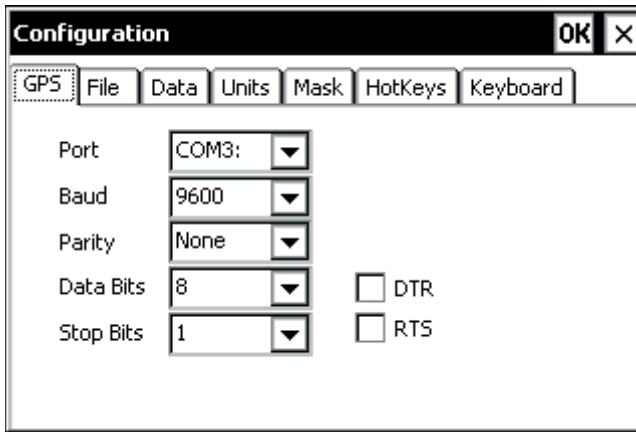 Configuration OK ×
GPS File Data Units Mask HotKeys Keyboard
Port COM3:
Baud 9600
Parity None
Data Bits 8 DTR
Stop Bits 1 RTS